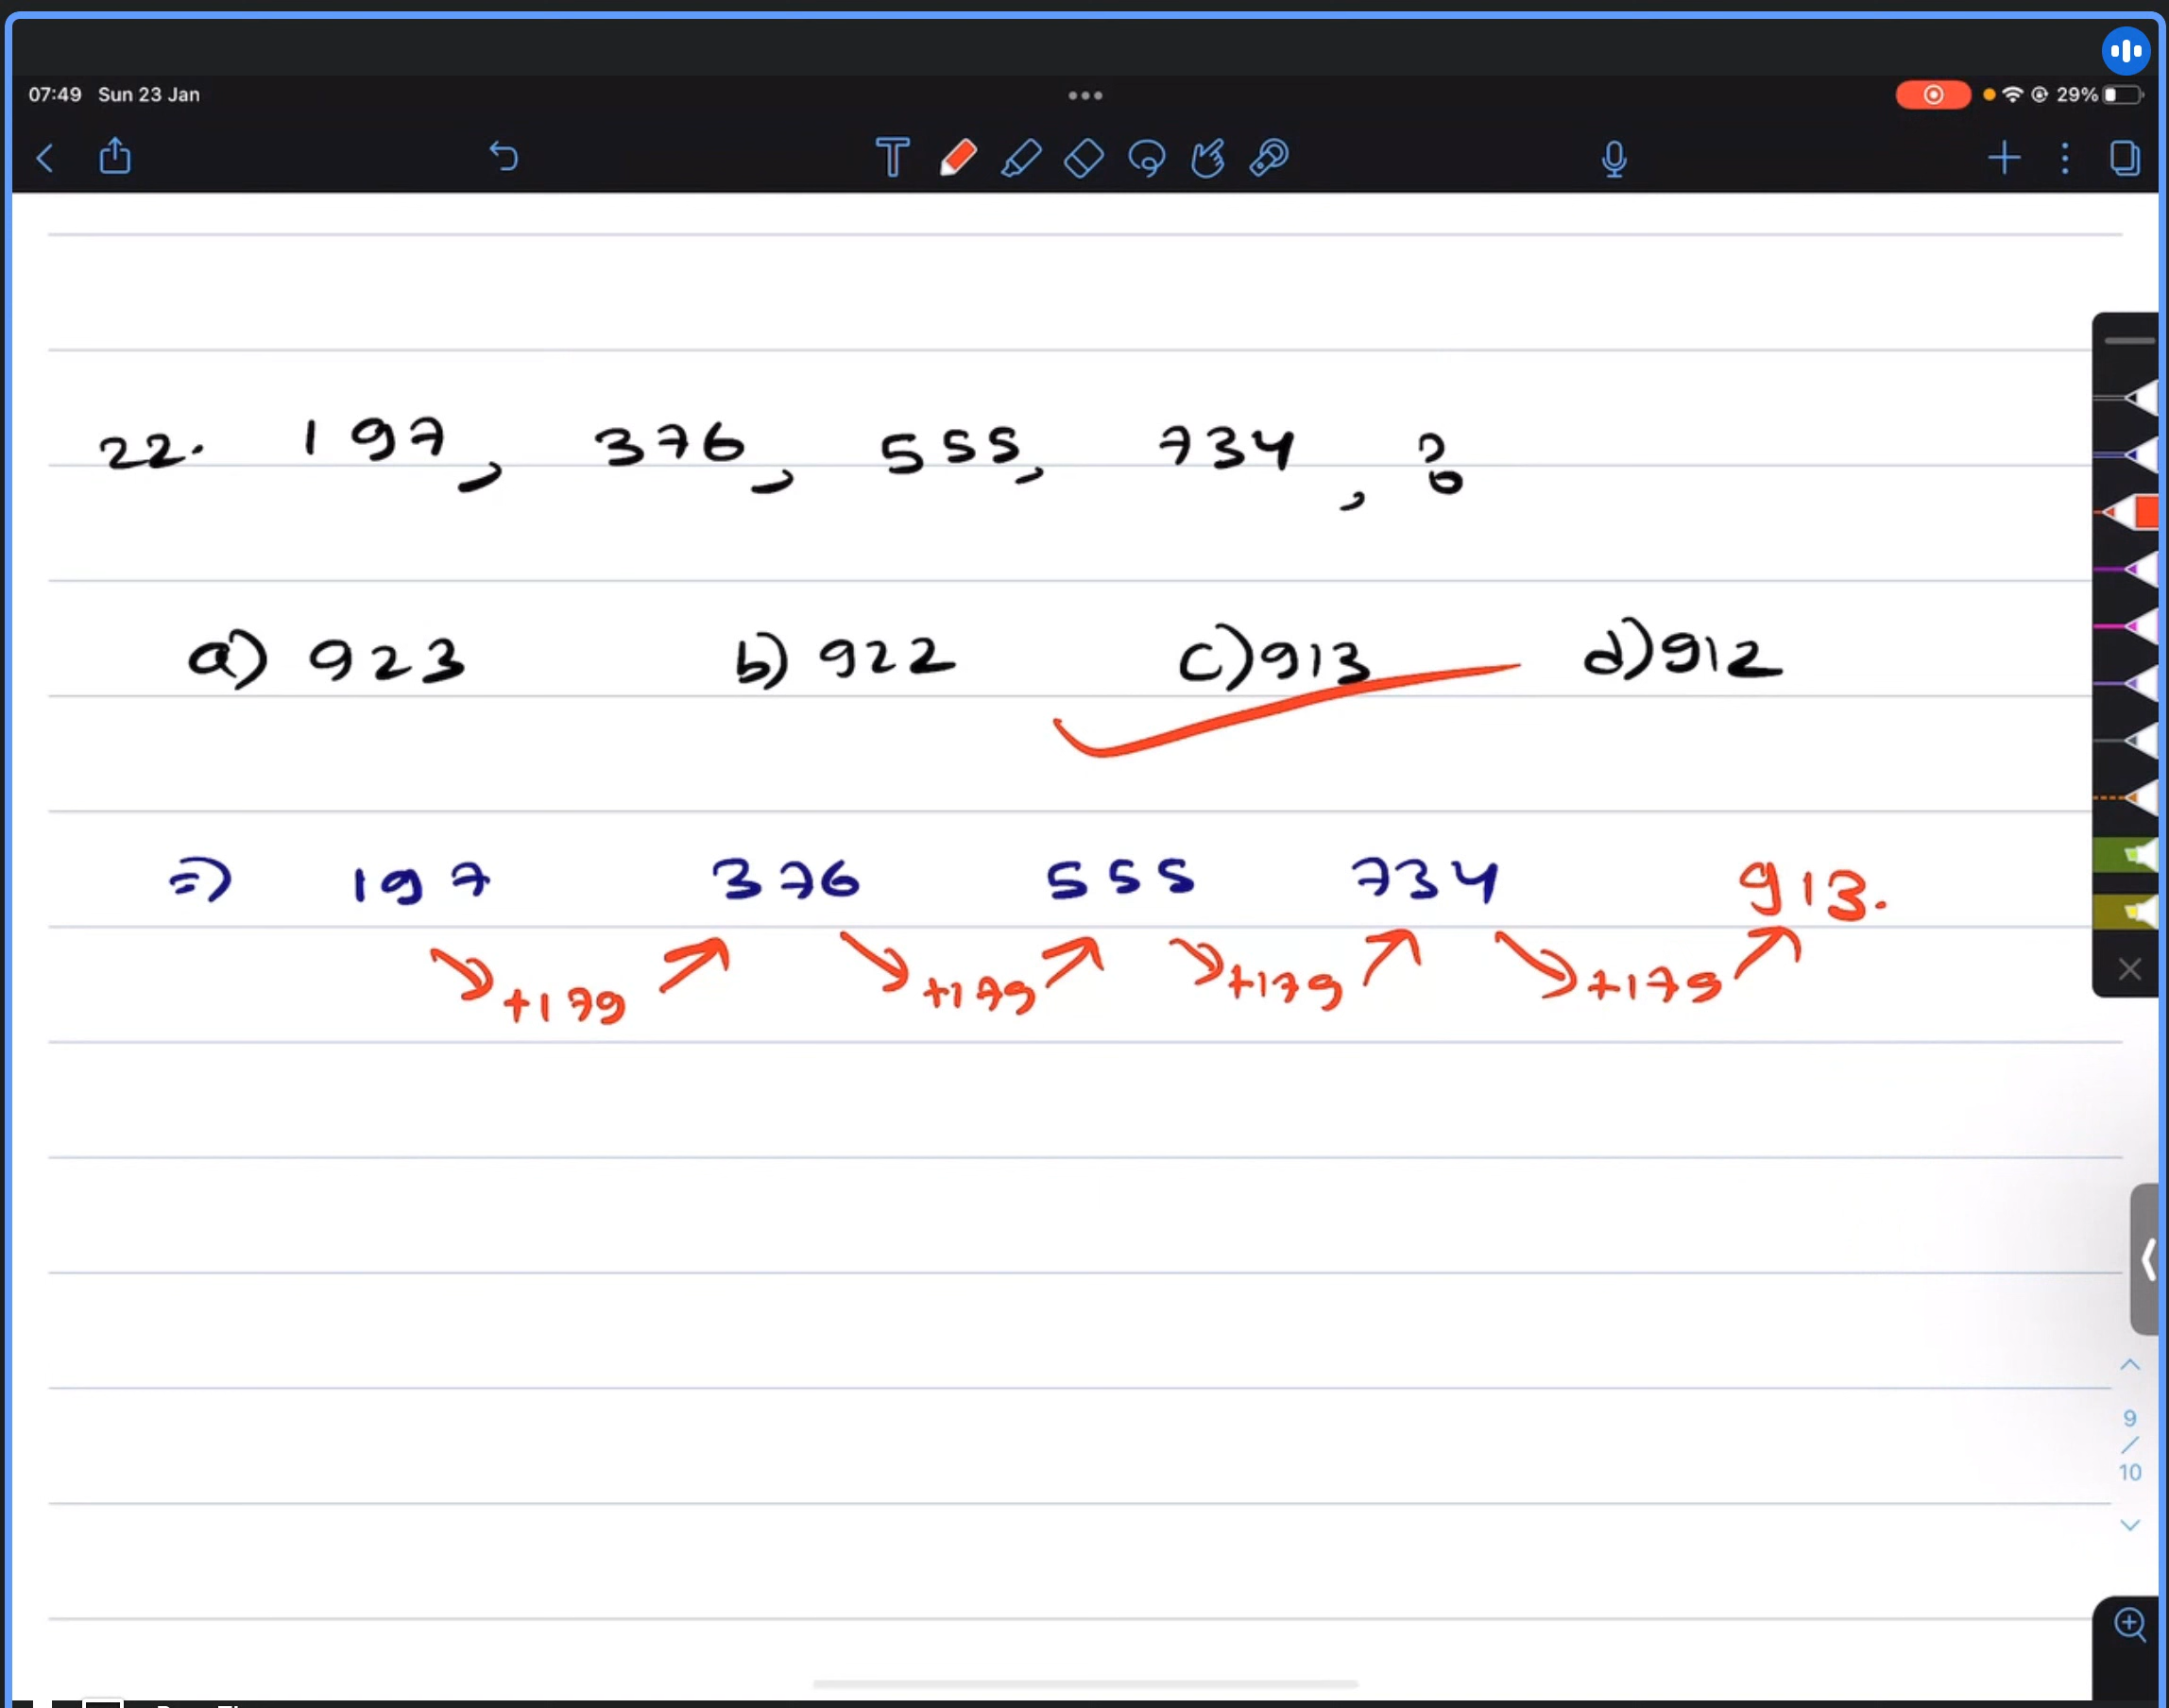 07:49 Sun 23 Jan
29%
T
22. 197, 376, 555, 734, ?
a) 923 b) 922 c) 913 d) 912
=> 197 376 555 734 913.
+179 +179 +179 +179
9
/
10